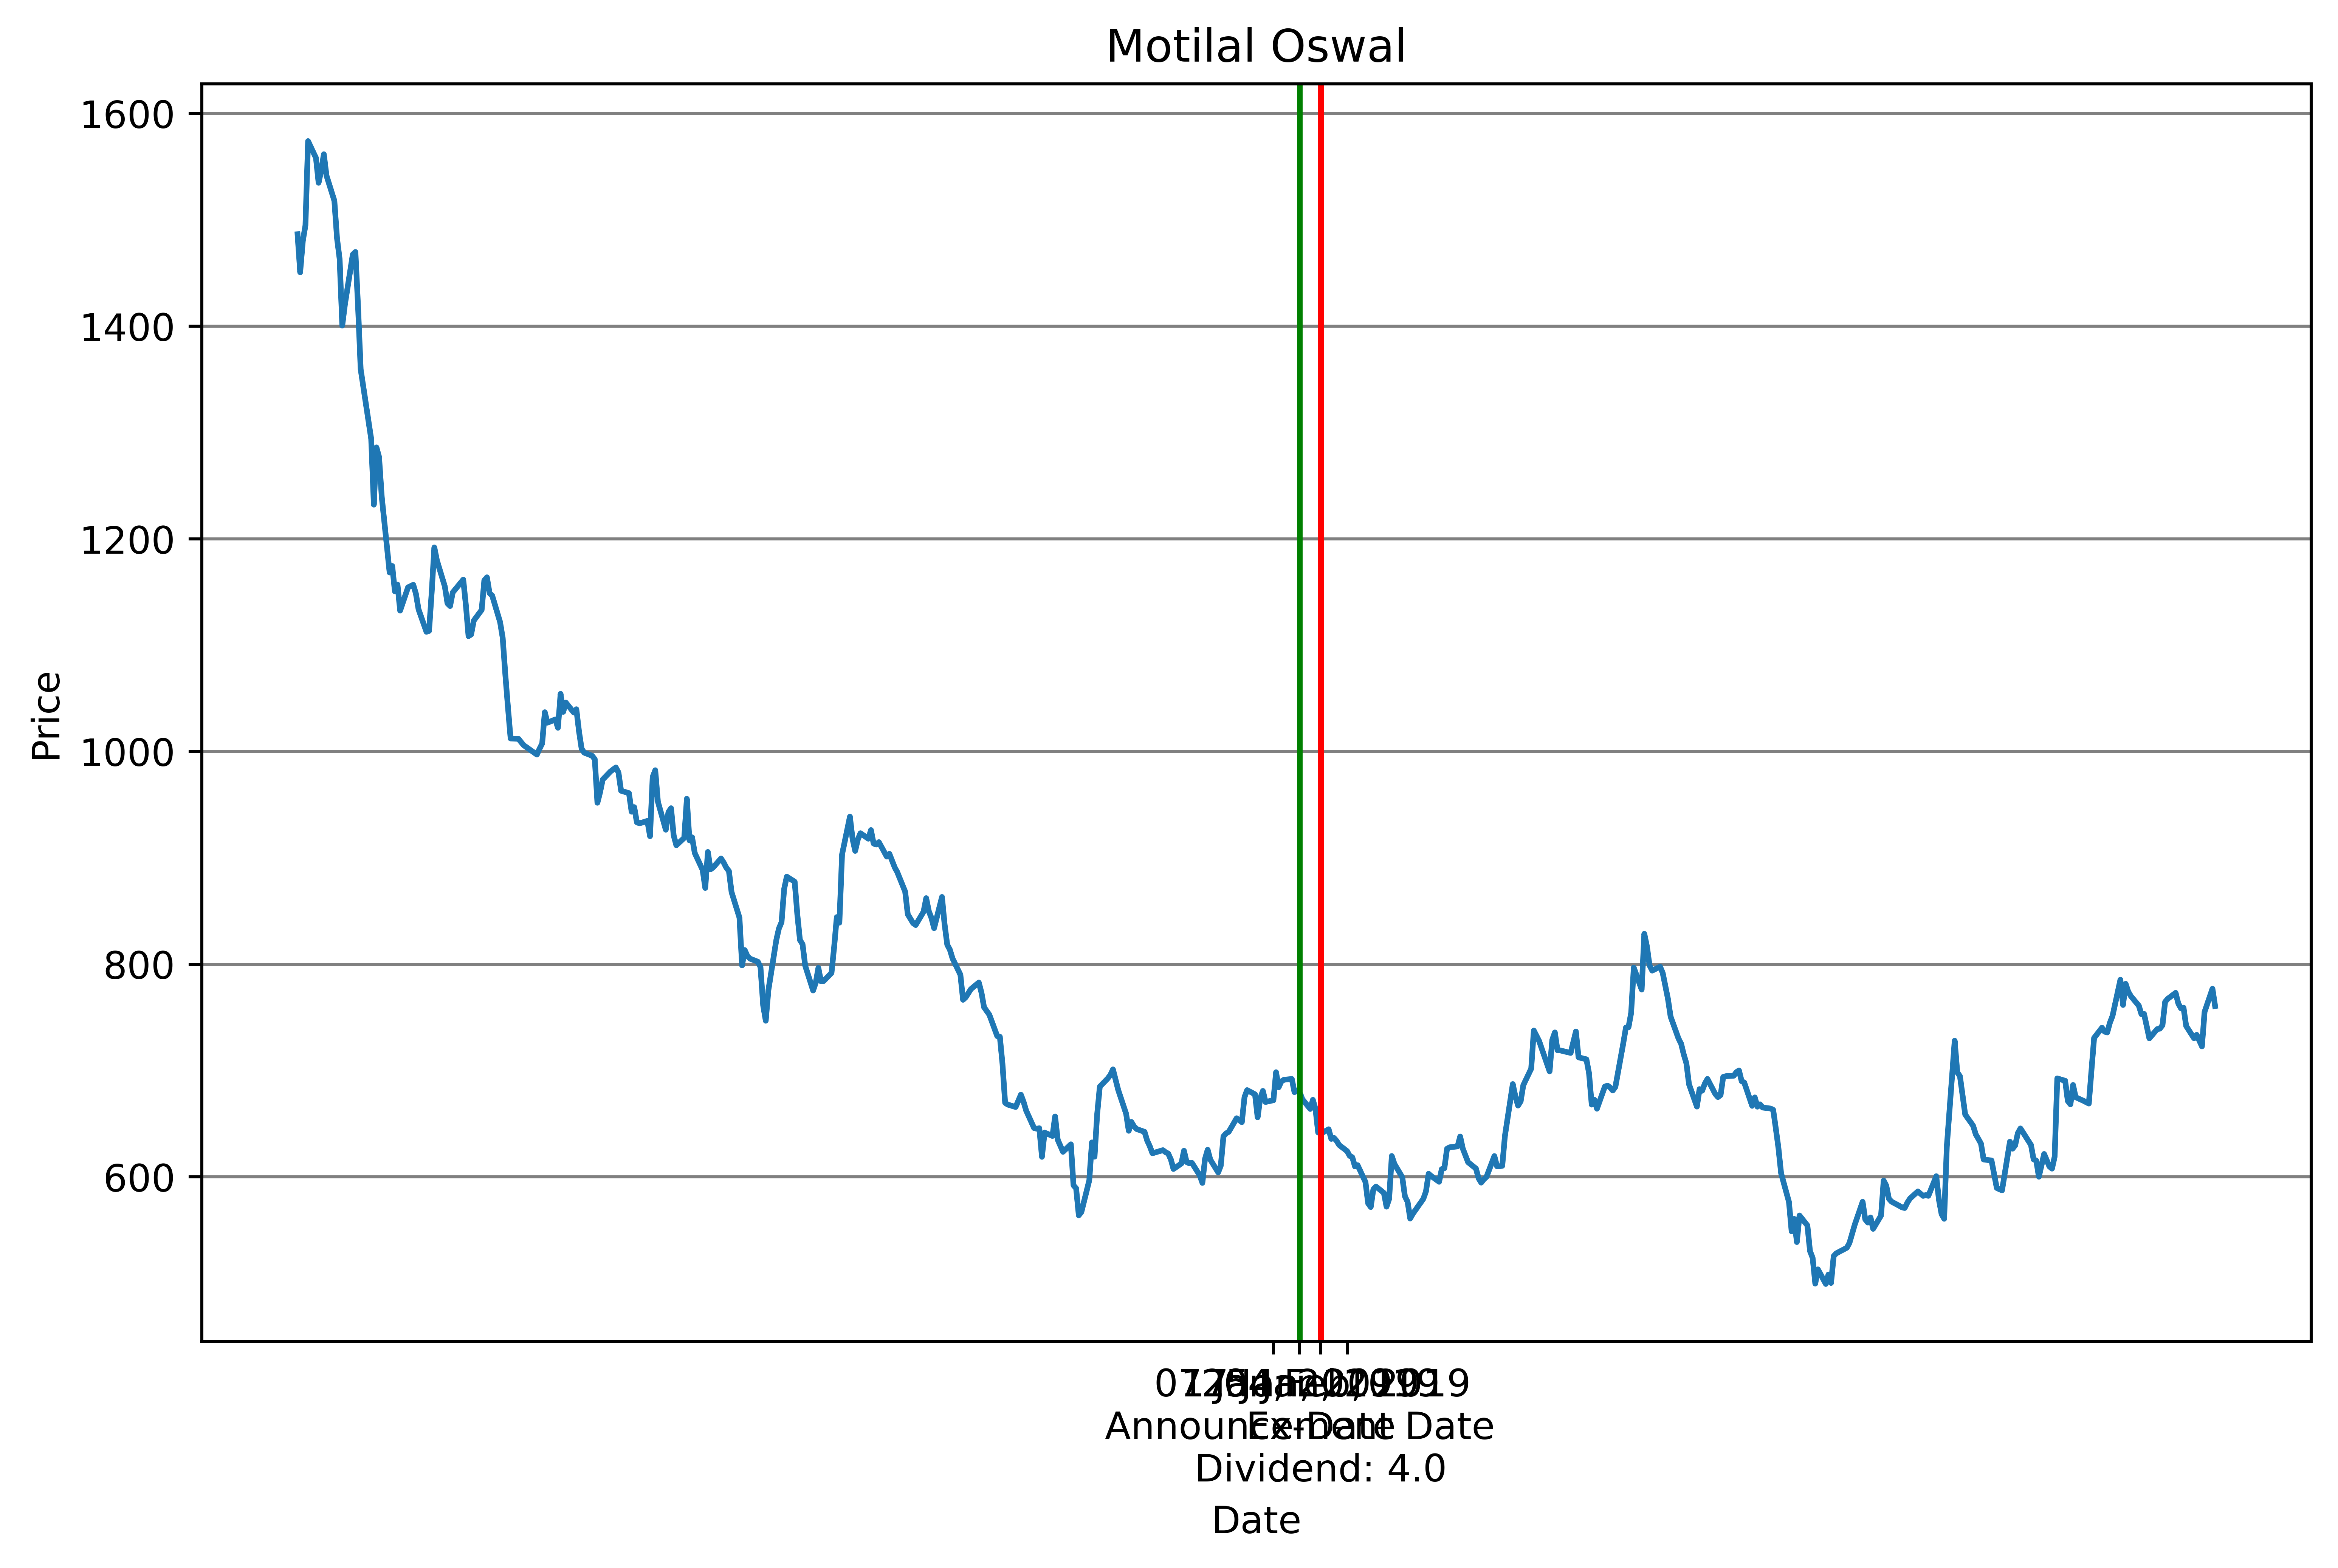 Motilal Oswal
1600
1400
1200
1000
800
600
Price
Announcement Date
Ex-Date
Dividend: 4.0
Date